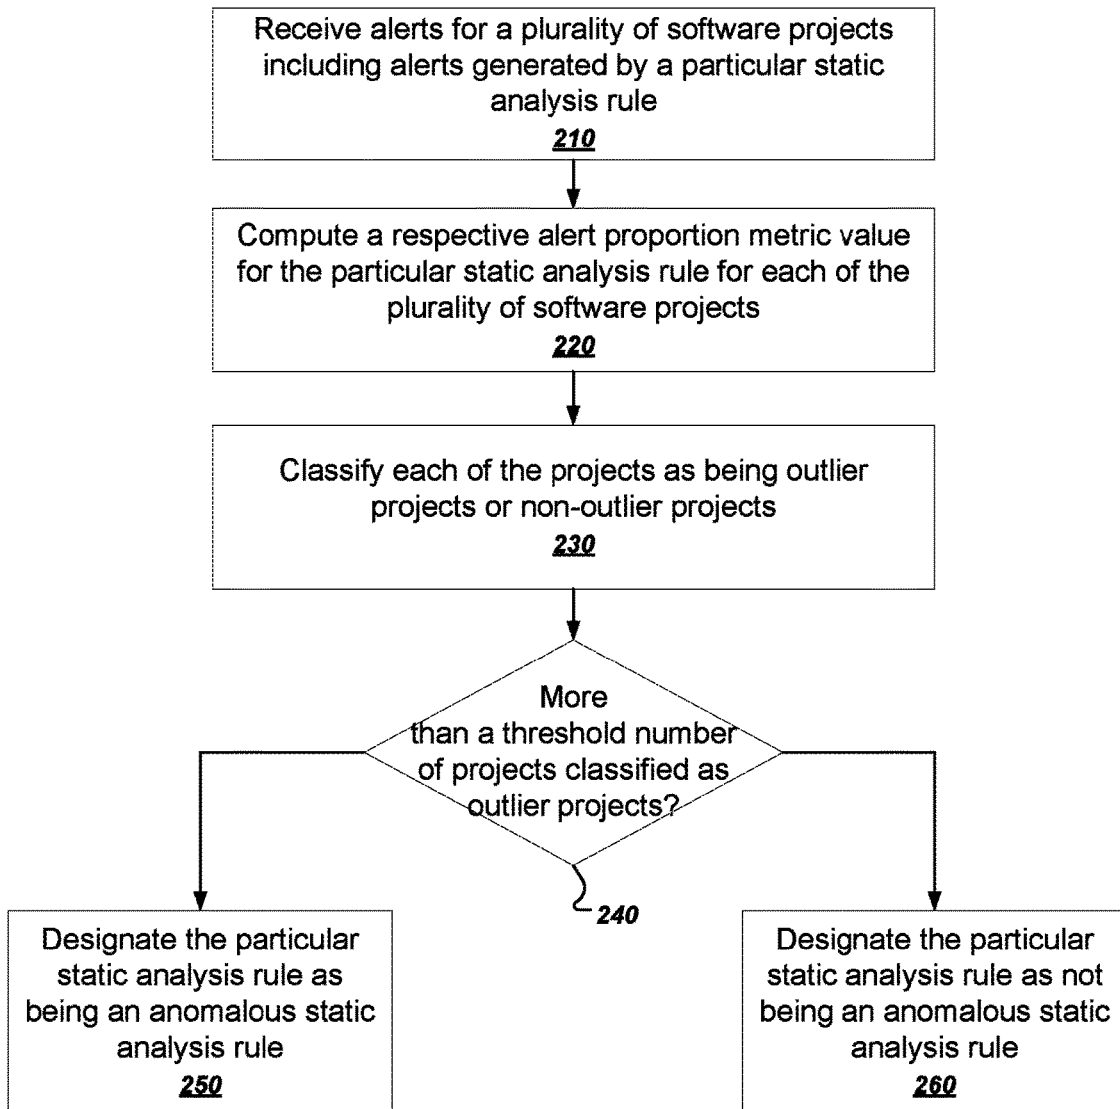 Receive alerts for a plurality of software projects
including alerts generated by a particular static
analysis rule
210
Compute a respective alert proportion metric value
for the particular static analysis rule for each of the
plurality of software projects
220
Classify each of the projects as being outlier
projects or non-outlier projects
230
More
than a threshold number
of projects classified as
outlier projects?
240
Designate the particular
static analysis rule as
being an anomalous static
analysis rule
250
Designate the particular
static analysis rule as not
being an anomalous static
analysis rule
260